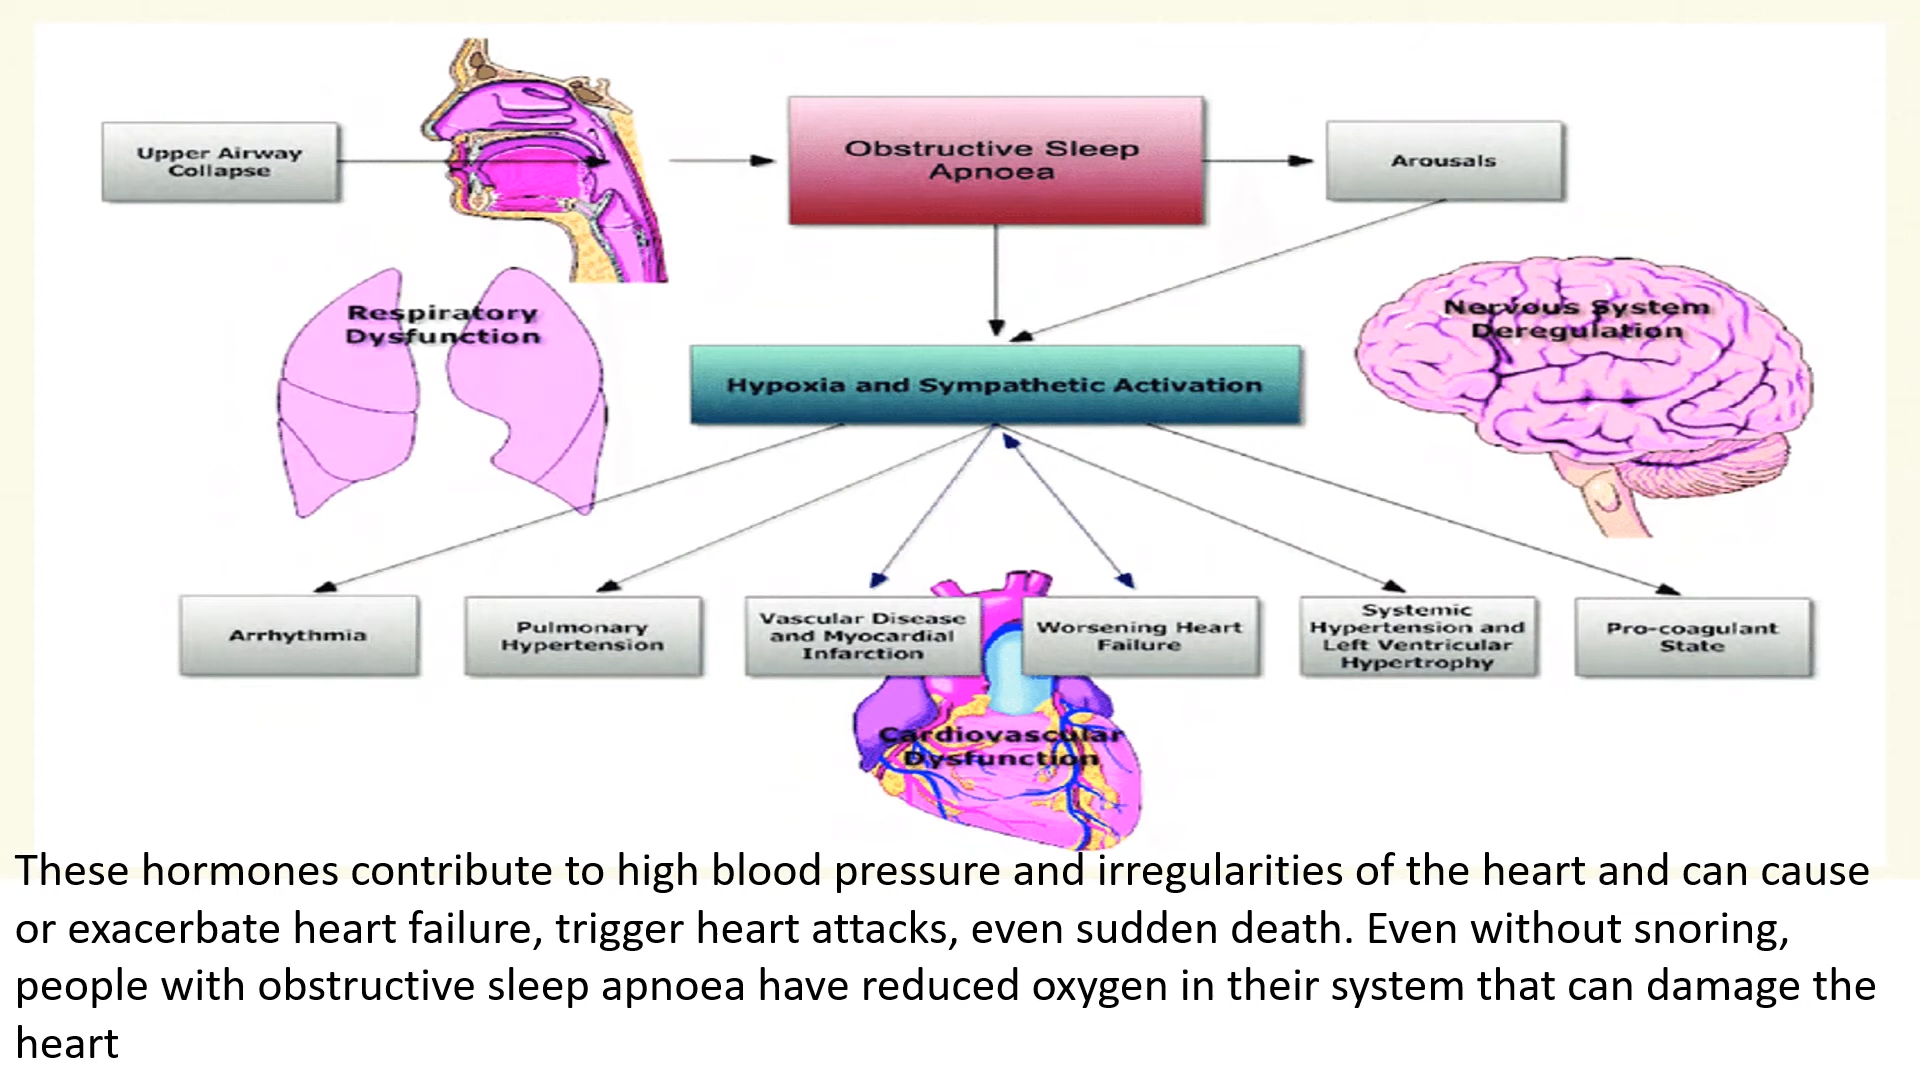 Upper Airway
Collapse
Obstructive Sleep
Apnoea
Arousals
Respiratory
Dysfunction
Nervous System
Deregulation
Hypoxia and Sympathetic Activation
Arrhythmia
Pulmonary
Hypertension
Vascular Disease
and Myocardial
Infarction
Worsening Heart
Failure
Systemic
Hypertension and
Left Ventricular
Hypertrophy
Pro-coagulant
State
Cardiovascular
Dysfunction
These hormones contribute to high blood pressure and irregularities of the heart and can cause
or exacerbate heart failure, trigger heart attacks, even sudden death. Even without snoring,
people with obstructive sleep apnoea have reduced oxygen in their system that can damage the
heart